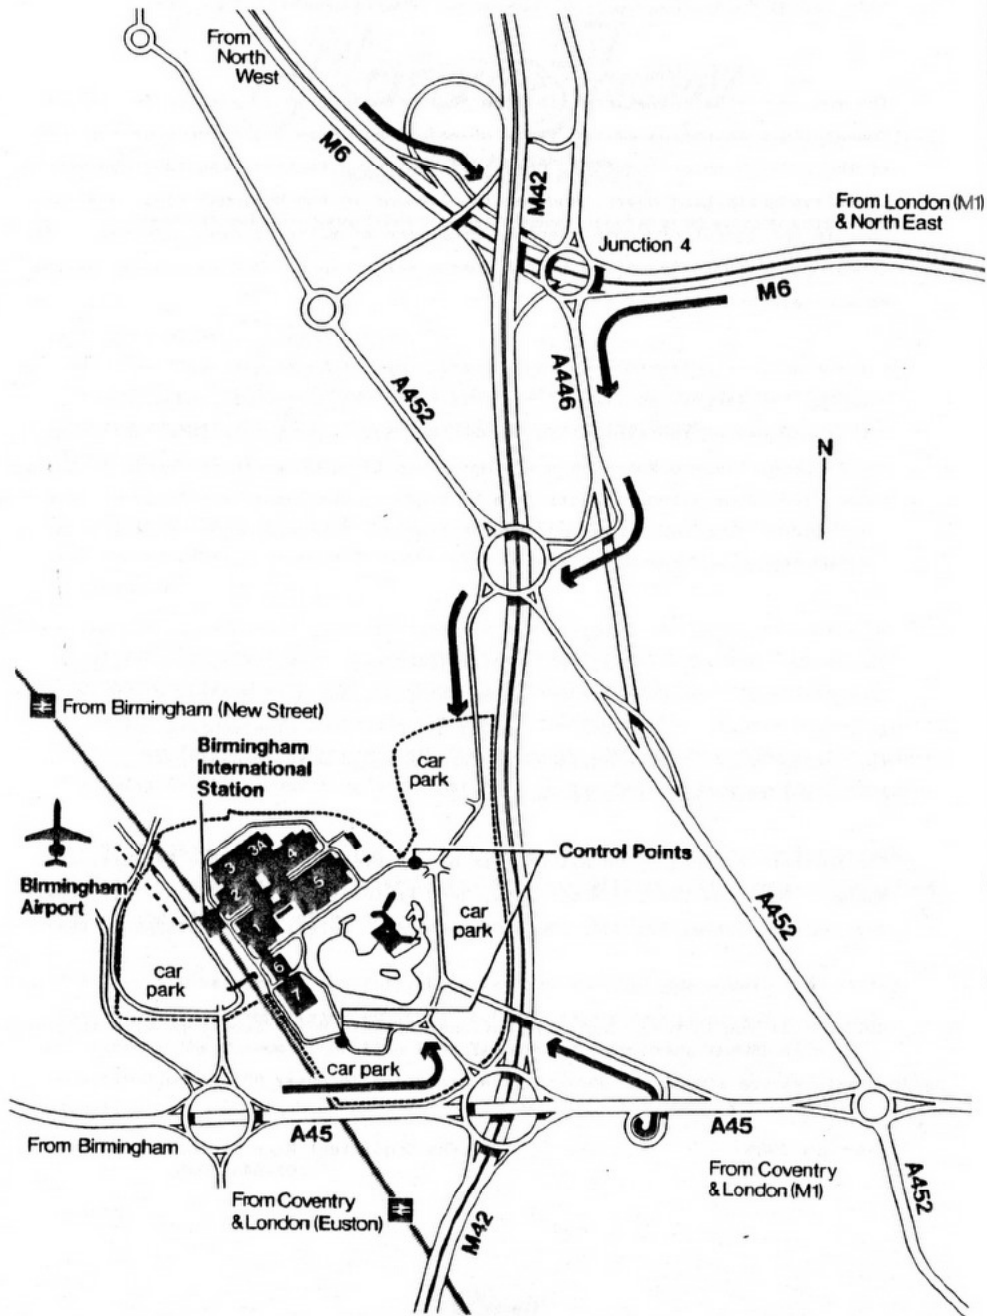 From
North
West
M6
M42
From London (M1)
& North East
Junction 4
M6
A452
A446
N
From Birmingham (New Street)
Birmingham
International
Station
car
park
3A
4
3
5
2
1
Control Points
Birmingham
Airport
car
park
A452
6
car
park
7
car park
A45
From Birmingham
A45
From Coventry
& London (M1)
A452
From Coventry
& London (Euston)
M42